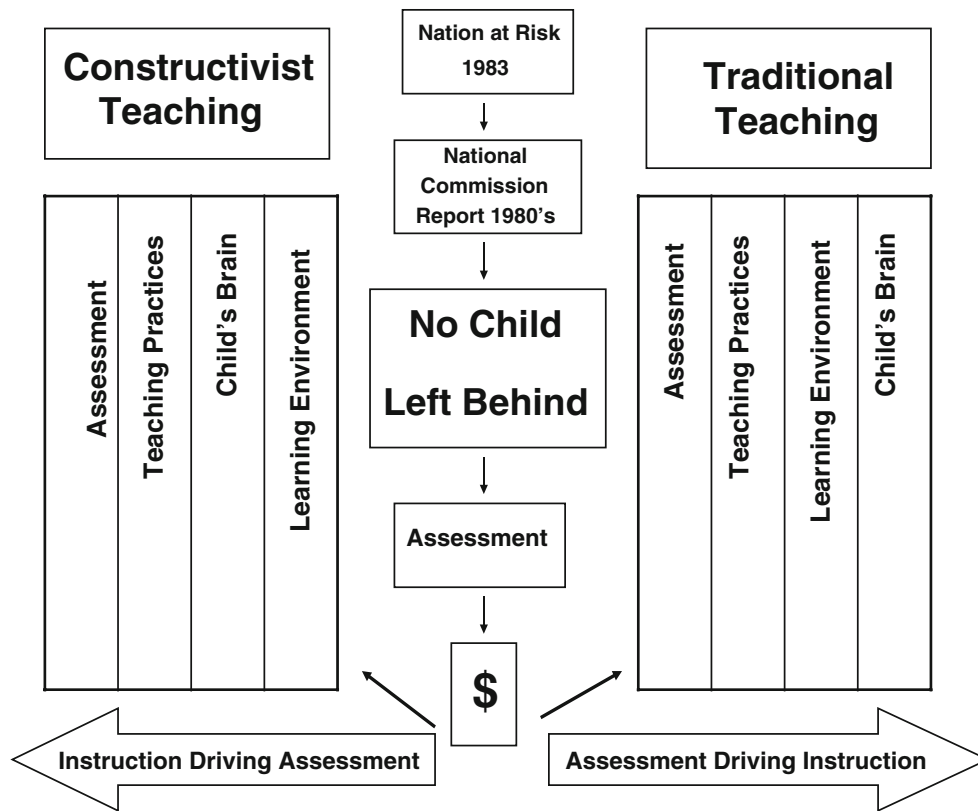 Constructivist
Teaching
Assessment
Teaching Practices
Child's Brain
Learning Environment
Instruction Driving Assessment
Nation at Risk
1983
National
Commission
Report 1980's
No Child
Left Behind
Assessment
$
Traditional
Teaching
Assessment
Teaching Practices
Learning Environment
Child's Brain
Assessment Driving Instruction